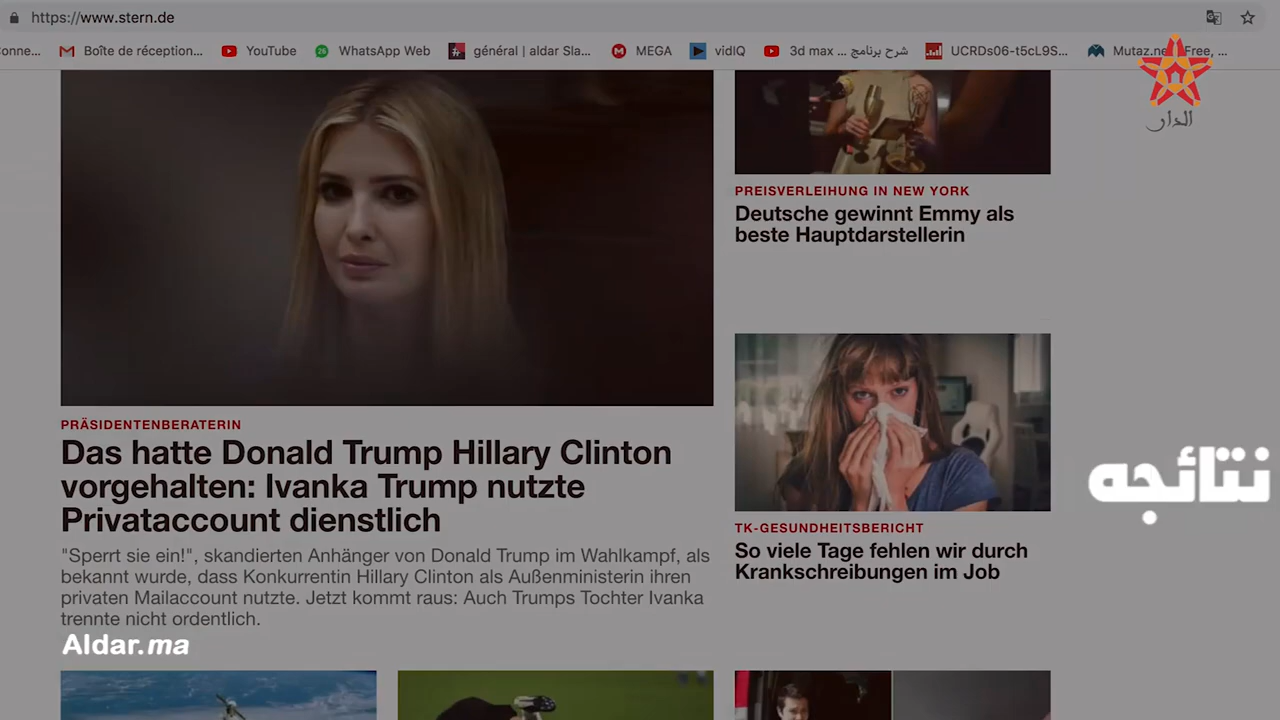 https://www.stern.de
onne...
Boîte de réception...
YouTube
WhatsApp Web
général | aldar Sla...
MEGA
vidIQ
شرح برنامج ... 3d max
UCRDs06-t5cL9S...
Mutaz.ne Free, ...
الدار
PREISVERLEIHUNG IN NEW YORK
Deutsche gewinnt Emmy als
beste Hauptdarstellerin
PRÄSIDENTENBERATERIN
Das hatte Donald Trump Hillary Clinton
vorgehalten: Ivanka Trump nutzte
Privataccount dienstlich
"Sperrt sie ein!", skandierten Anhänger von Donald Trump im Wahlkampf, als
bekannt wurde, dass Konkurrentin Hillary Clinton als Außenministerin ihren
privaten Mailaccount nutzte. Jetzt kommt raus: Auch Trumps Tochter Ivanka
trennte nicht ordentlich.
TK-GESUNDHEITSBERICHT
So viele Tage fehlen wir durch
Krankschreibungen im Job
نتائجه
Aldar.ma